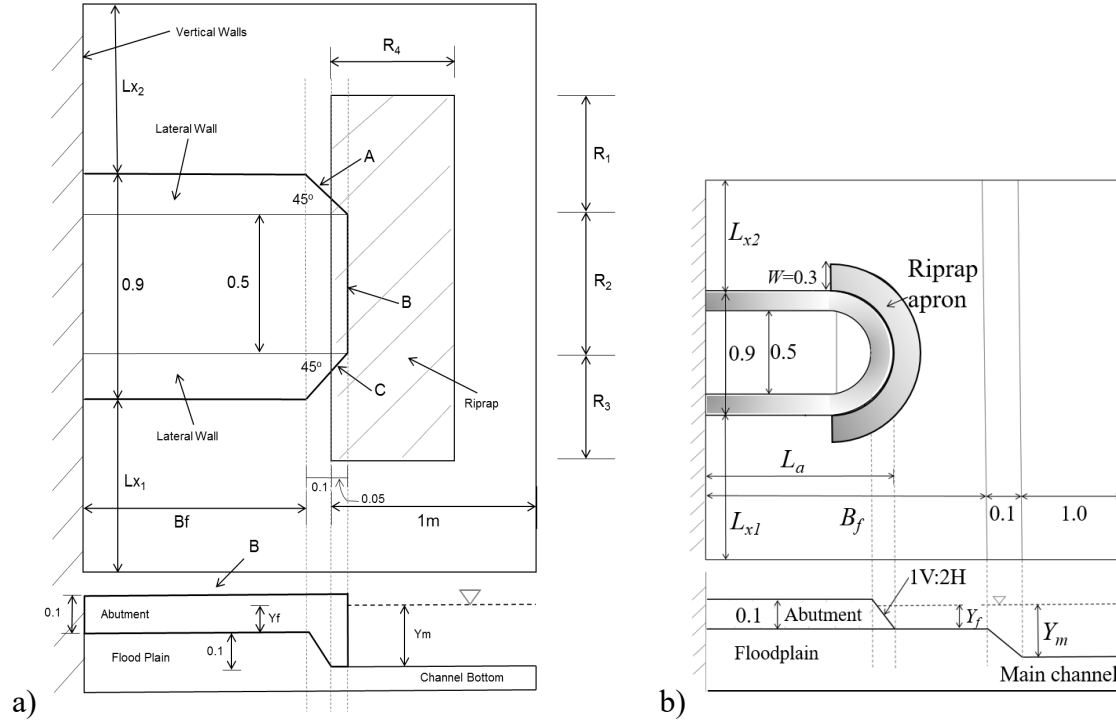 Vertical Walls
R4
Lx2
Lateral Wall
A
45º
R1
0.9
0.5
R2
B
45º
C
R3
Lateral Wall
Riprap
Lx1
0.1
0.05
Bf
1m
B
0.1
Abutment
Yf
Ym
0.1
Flood Plain
Channel Bottom
a)
Lx2
W=0.3
Riprap
apron
0.9
0.5
La
Lx1
Bf
0.1
1.0
1V:2H
0.1
Abutment
Yf
Ym
Floodplain
Main channel
b)